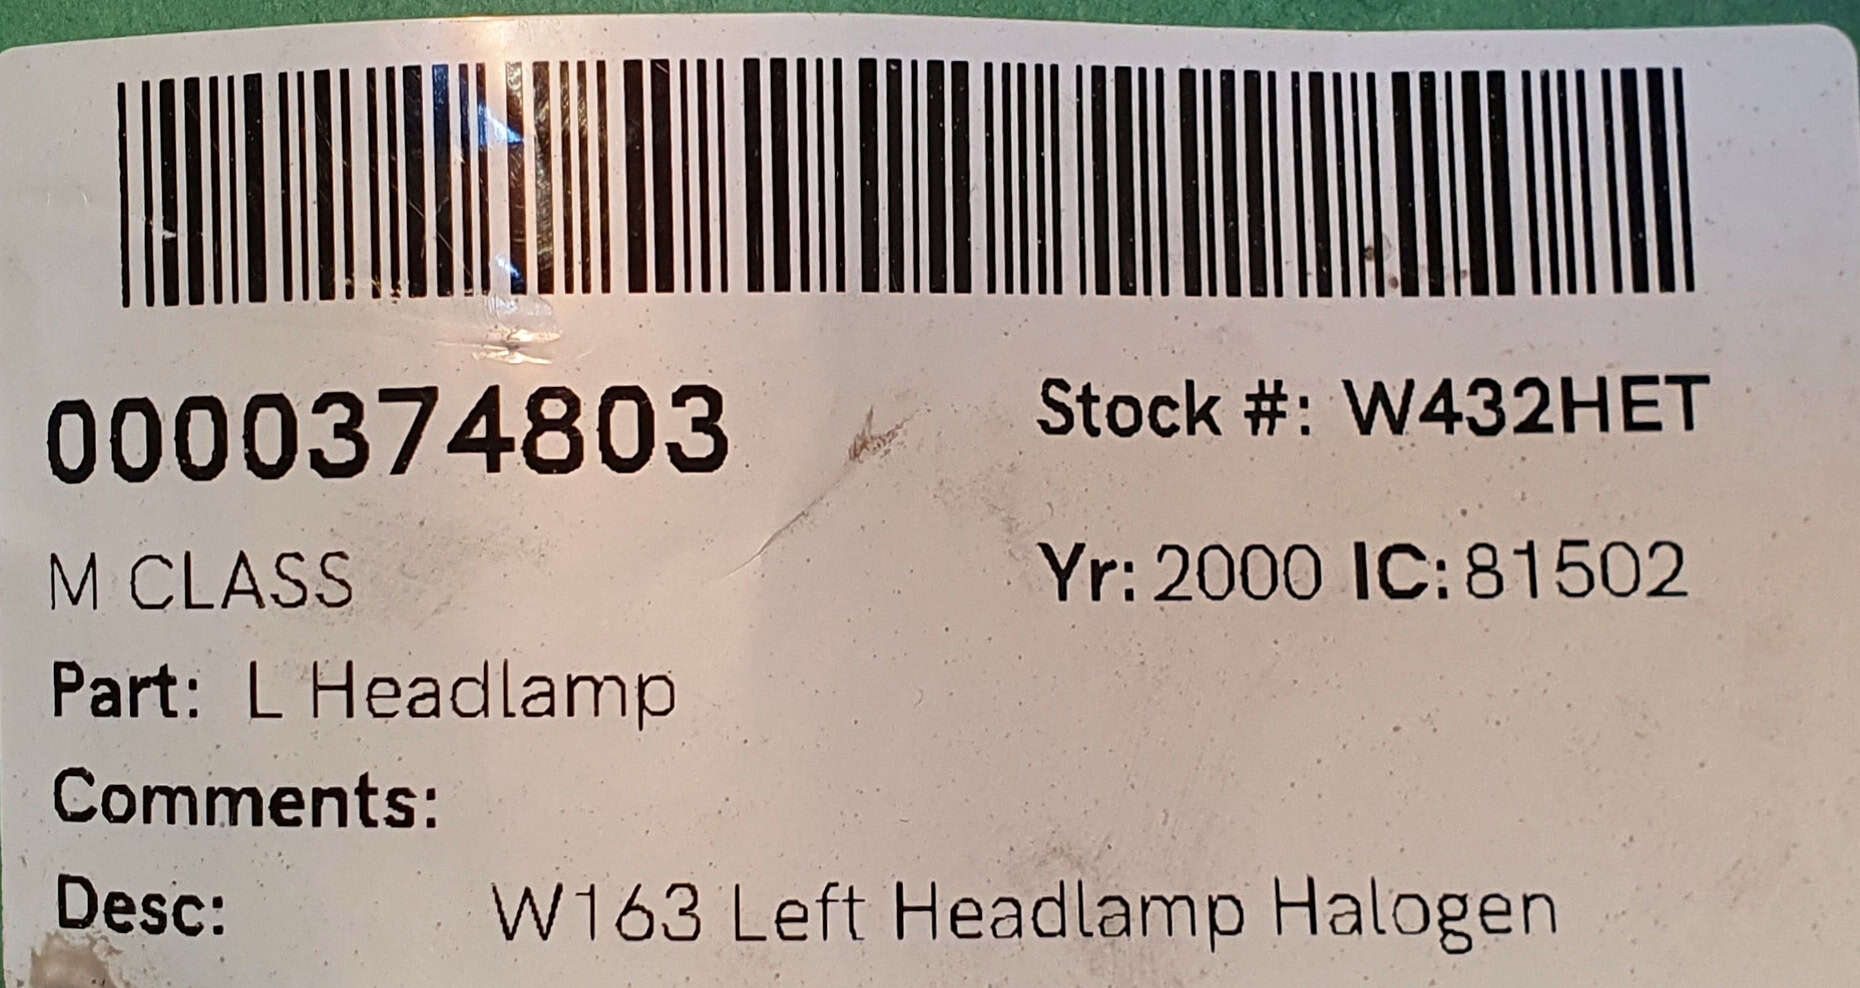 0000374803 Stock #: W432HET
M CLASS Yr: 2000 IC: 81502
Part: L Headlamp
Comments:
Desc: W163 Left Headlamp Halogen